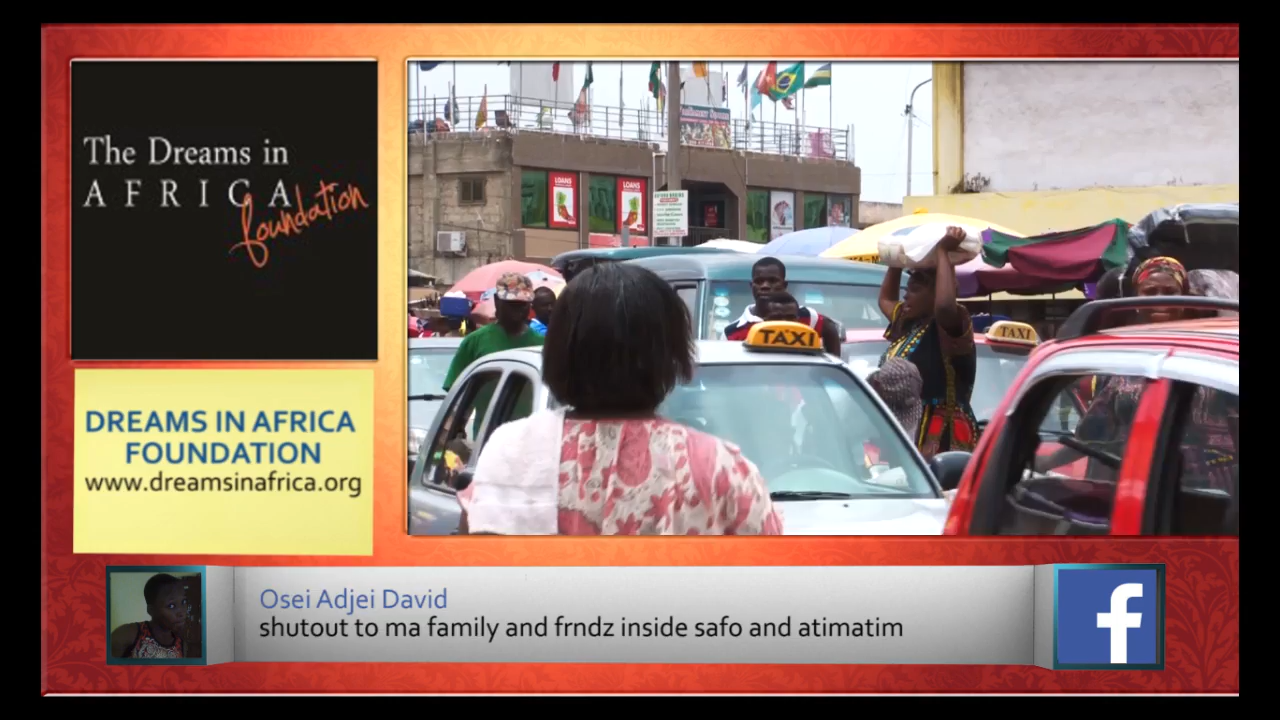 The Dreams in
AFRICA
foundation
DREAMS IN AFRICA
FOUNDATION
www.dreamsinafrica.org
LOANS
LOANS
TAXI
TAXI
Osei Adjei David
shutout to ma family and frndz inside safo and atimatim
f